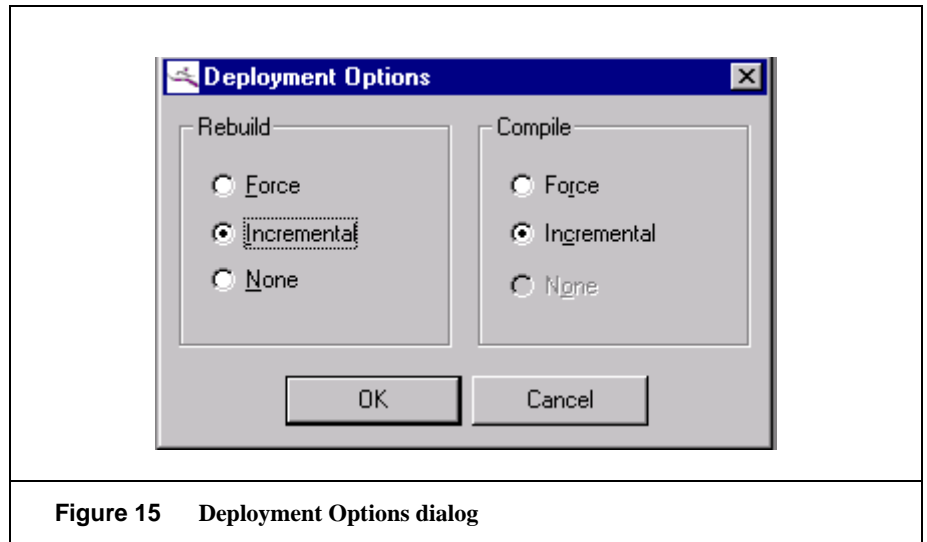 Deployment Options
Rebuild
Force
Incremental
None
Compile
Force
Incremental
None
OK Cancel
Figure 15 Deployment Options dialog